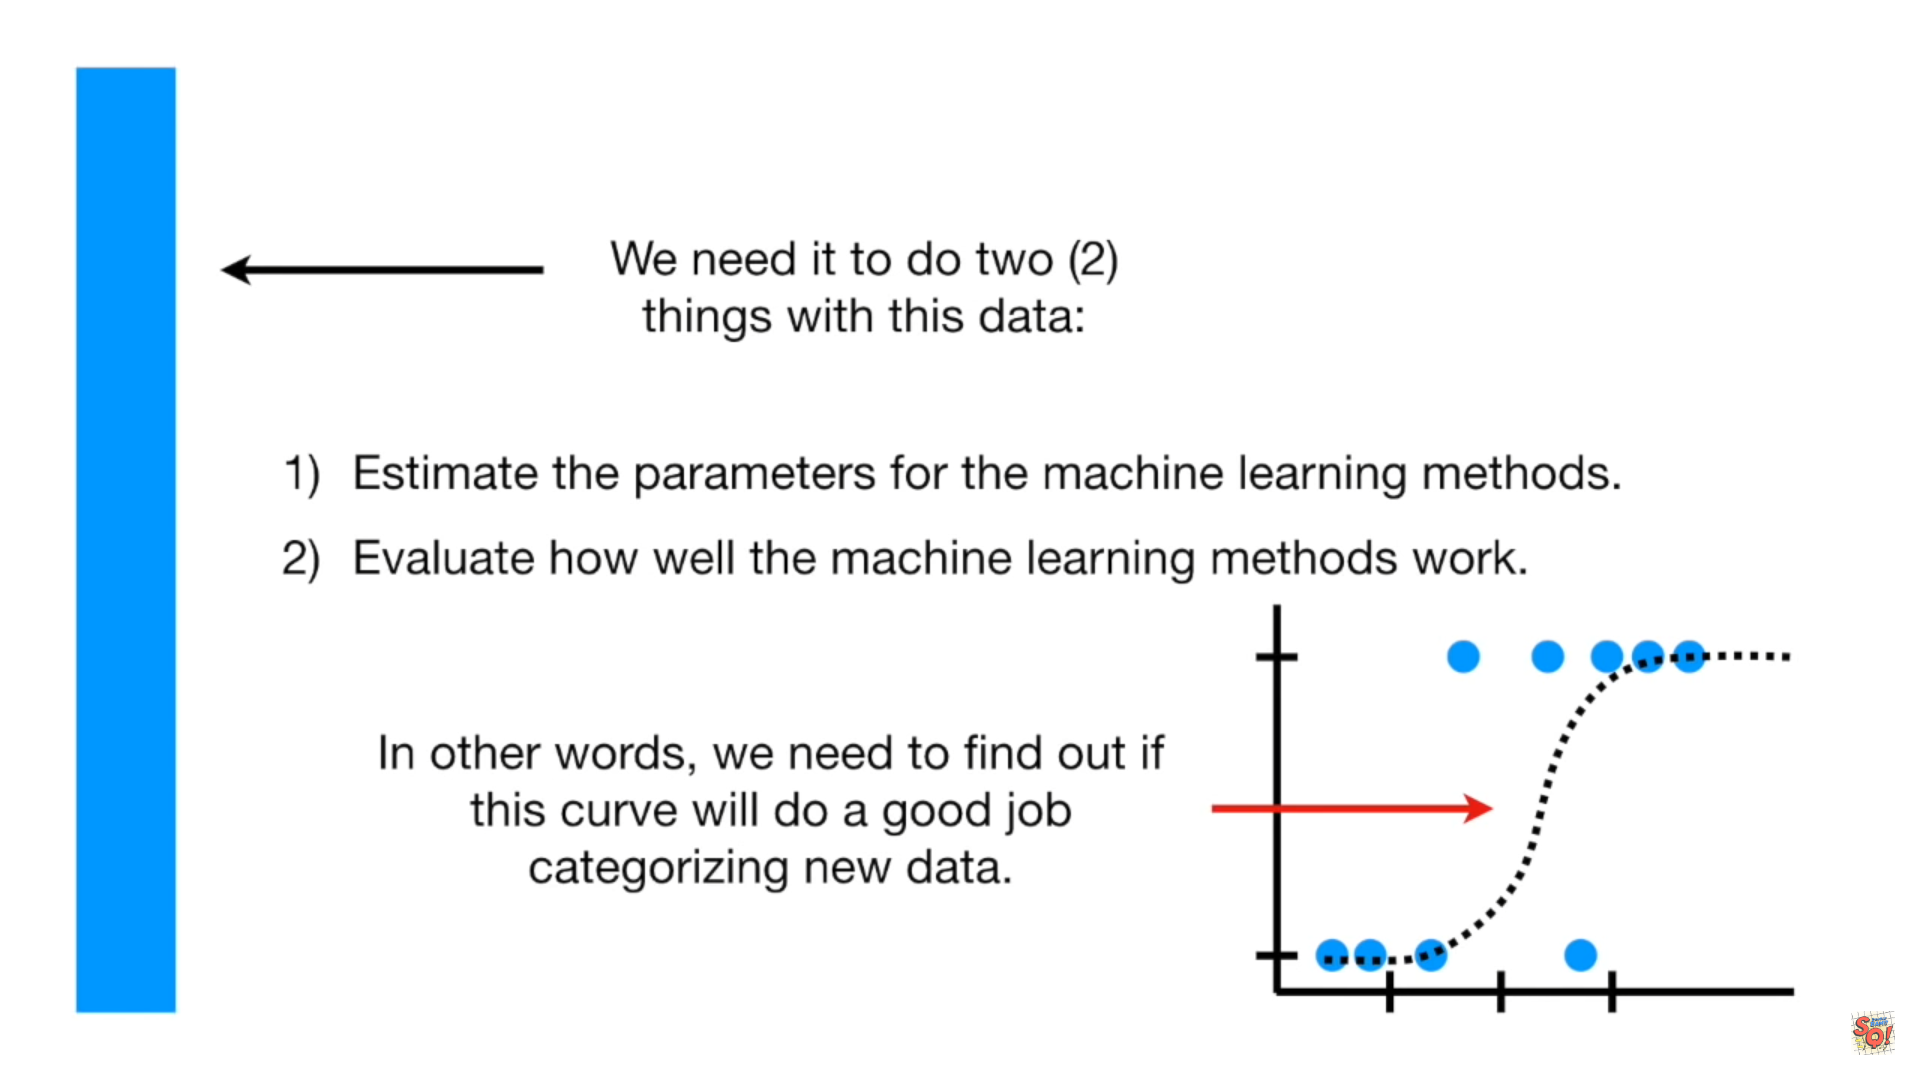 We need it to do two (2)
things with this data:
1) Estimate the parameters for the machine learning methods.
2) Evaluate how well the machine learning methods work.
In other words, we need to find out if
this curve will do a good job
categorizing new data.
SQ!